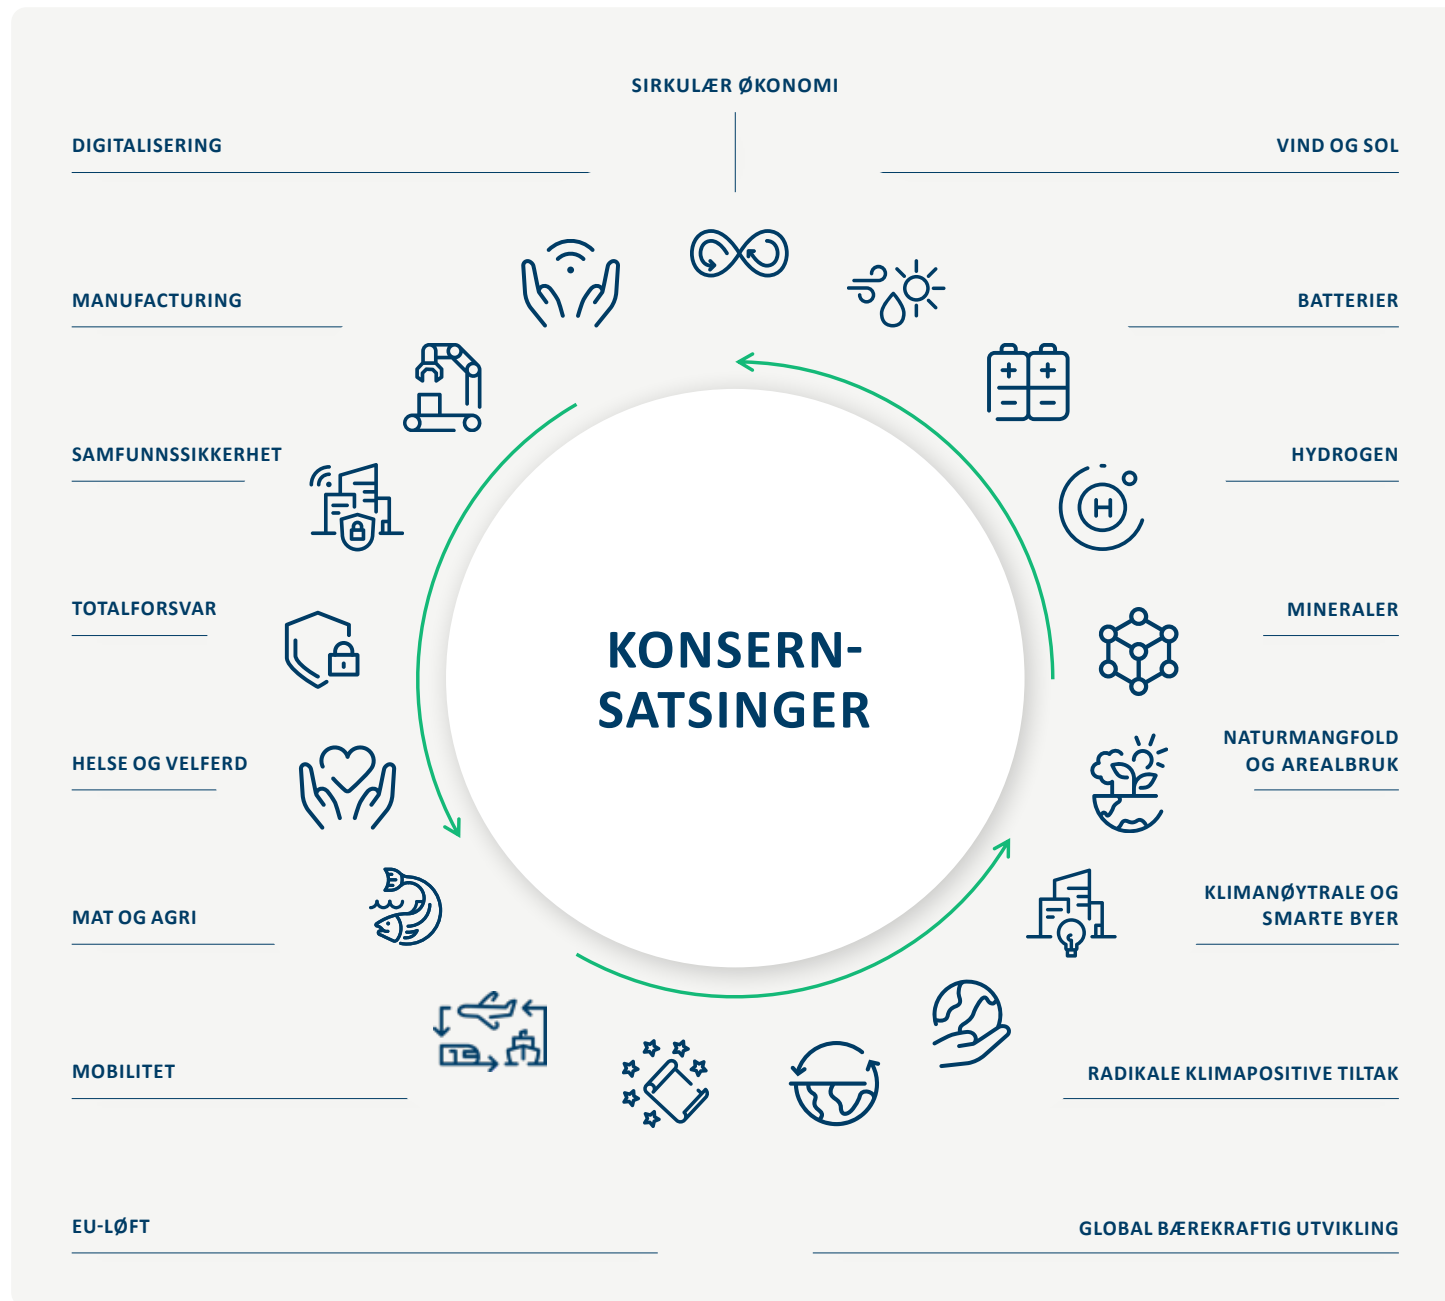 SIRKULÆR ØKONOMI
DIGITALISERING
VIND OG SOL
MANUFACTURING
BATTERIER
SAMFUNNSSIKKERHET
HYDROGEN
H
TOTALFORSVAR
MINERALER
KONSERN-
SATSINGER
HELSE OG VELFERD
NATURMANGFOLD
OG AREALBRUK
MAT OG AGRI
KLIMANØYTRALE OG
SMARTE BYER
MOBILITET
RADIKALE KLIMAPOSITIVE TILTAK
EU-LØFT
GLOBAL BÆREKRAFTIG UTVIKLING